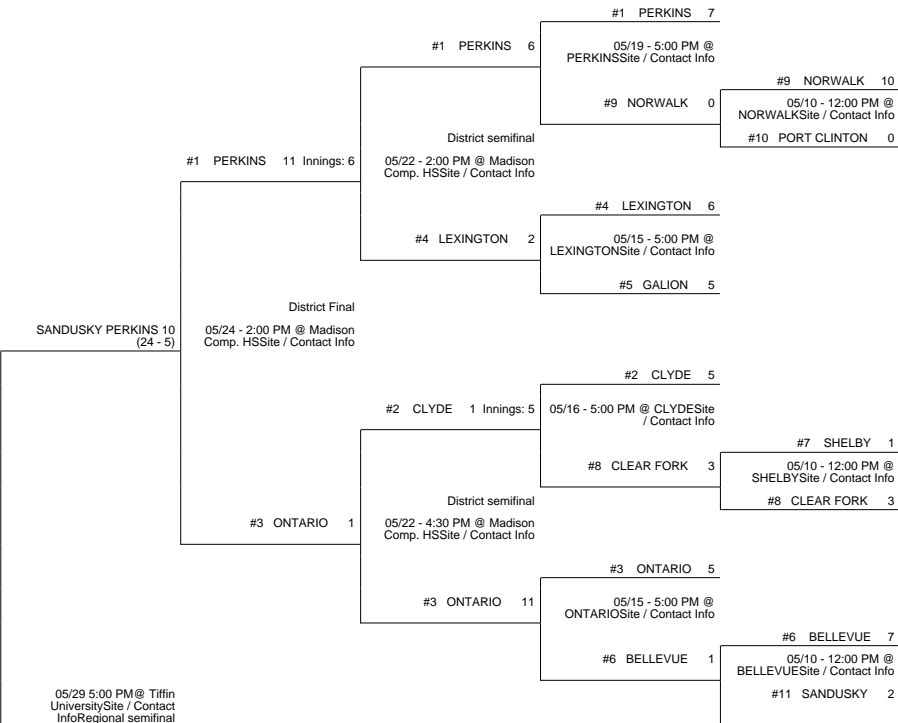 #1 PERKINS 7
05/19 - 5:00 PM @
PERKINSSite / Contact Info
#1 PERKINS 6
#9 NORWALK 10
05/10 - 12:00 PM @
NORWALKSite / Contact Info
#9 NORWALK 0
#10 PORT CLINTON 0
District semifinal
05/22 - 2:00 PM @ Madison
Comp. HSSite / Contact Info
#1 PERKINS 11 Innings: 6
#4 LEXINGTON 6
05/15 - 5:00 PM @
LEXINGTONSite / Contact Info
#4 LEXINGTON 2
#5 GALION 5
District Final
05/24 - 2:00 PM @ Madison
Comp. HSSite / Contact Info
SANDUSKY PERKINS 10
(24 - 5)
#2 CLYDE 5
05/16 - 5:00 PM @ CLYDESite
/ Contact Info
#2 CLYDE 1 Innings: 5
#7 SHELBY 1
05/10 - 12:00 PM @
SHELBYSite / Contact Info
#8 CLEAR FORK 3
#8 CLEAR FORK 3
District semifinal
05/22 - 4:30 PM @ Madison
Comp. HSSite / Contact Info
#3 ONTARIO 1
#3 ONTARIO 5
05/15 - 5:00 PM @
ONTARIOSite / Contact Info
#3 ONTARIO 11
#6 BELLEVUE 7
05/10 - 12:00 PM @
BELLEVUESite / Contact Info
#6 BELLEVUE 1
#11 SANDUSKY 2
05/29 5:00 PM@ Tiffin
UniversitySite / Contact
InfoRegional semifinal